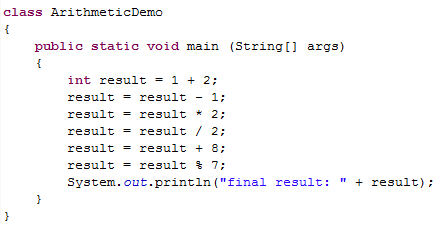 class ArithmeticDemo
{
    public static void main (String[] args)
    {
        int result = 1 + 2;
        result = result - 1;
        result = result * 2;
        result = result / 2;
        result = result + 8;
        result = result % 7;
        System.out.println("final result: " + result);
    }
}